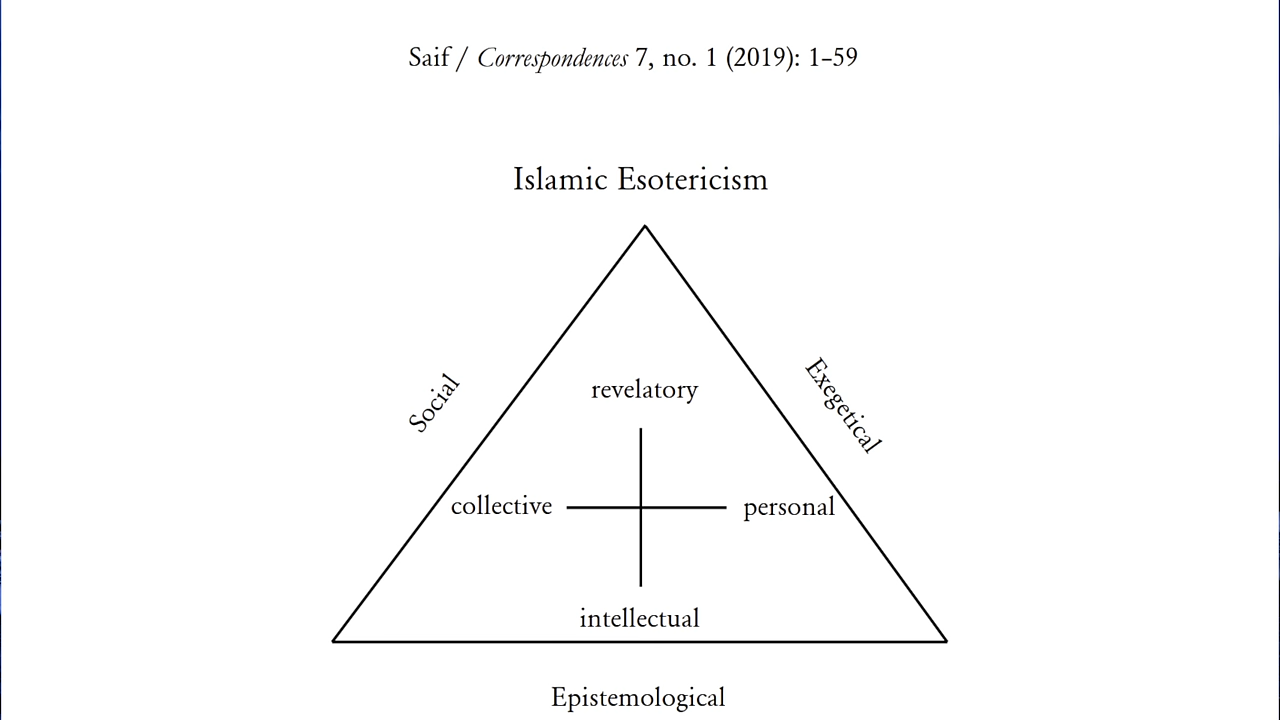 Saif / Correspondences 7, no. 1 (2019): 1–59
Islamic Esotericism
Social
Exegetical
revelatory
collective
personal
intellectual
Epistemological